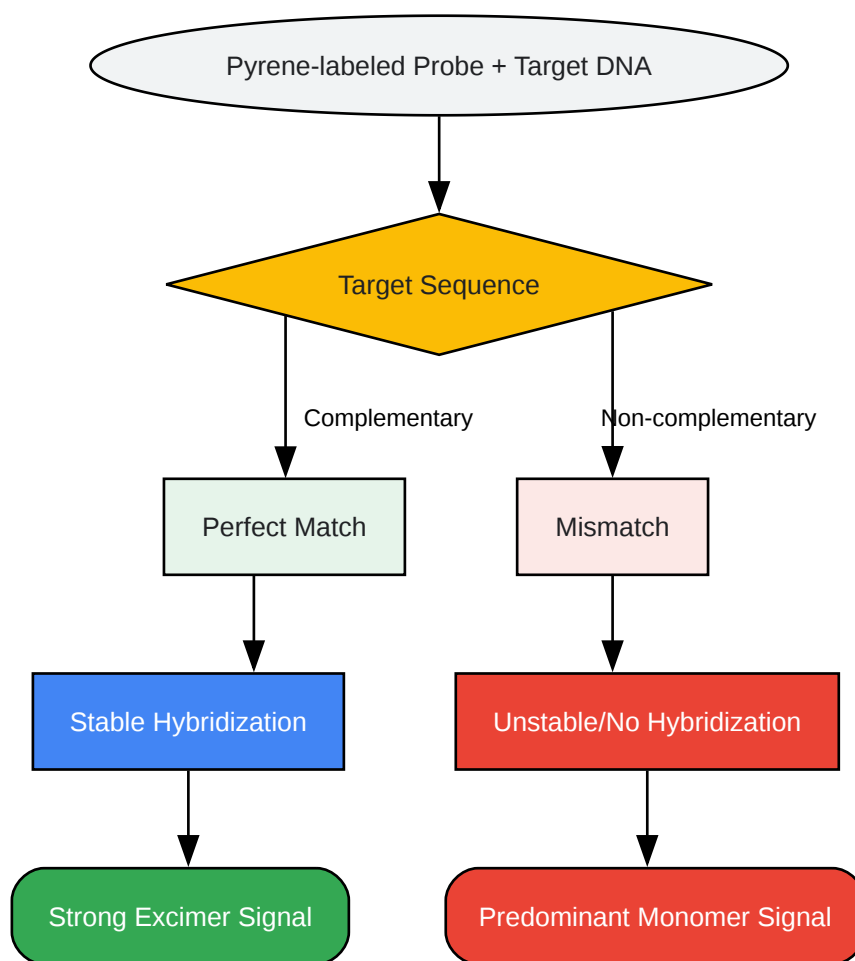 Pyrene-labeled Probe + Target DNA
Target Sequence
Complementary
Non-complementary
Perfect Match
Mismatch
Stable Hybridization
Unstable/No Hybridization
Strong Excimer Signal
Predominant Monomer Signal